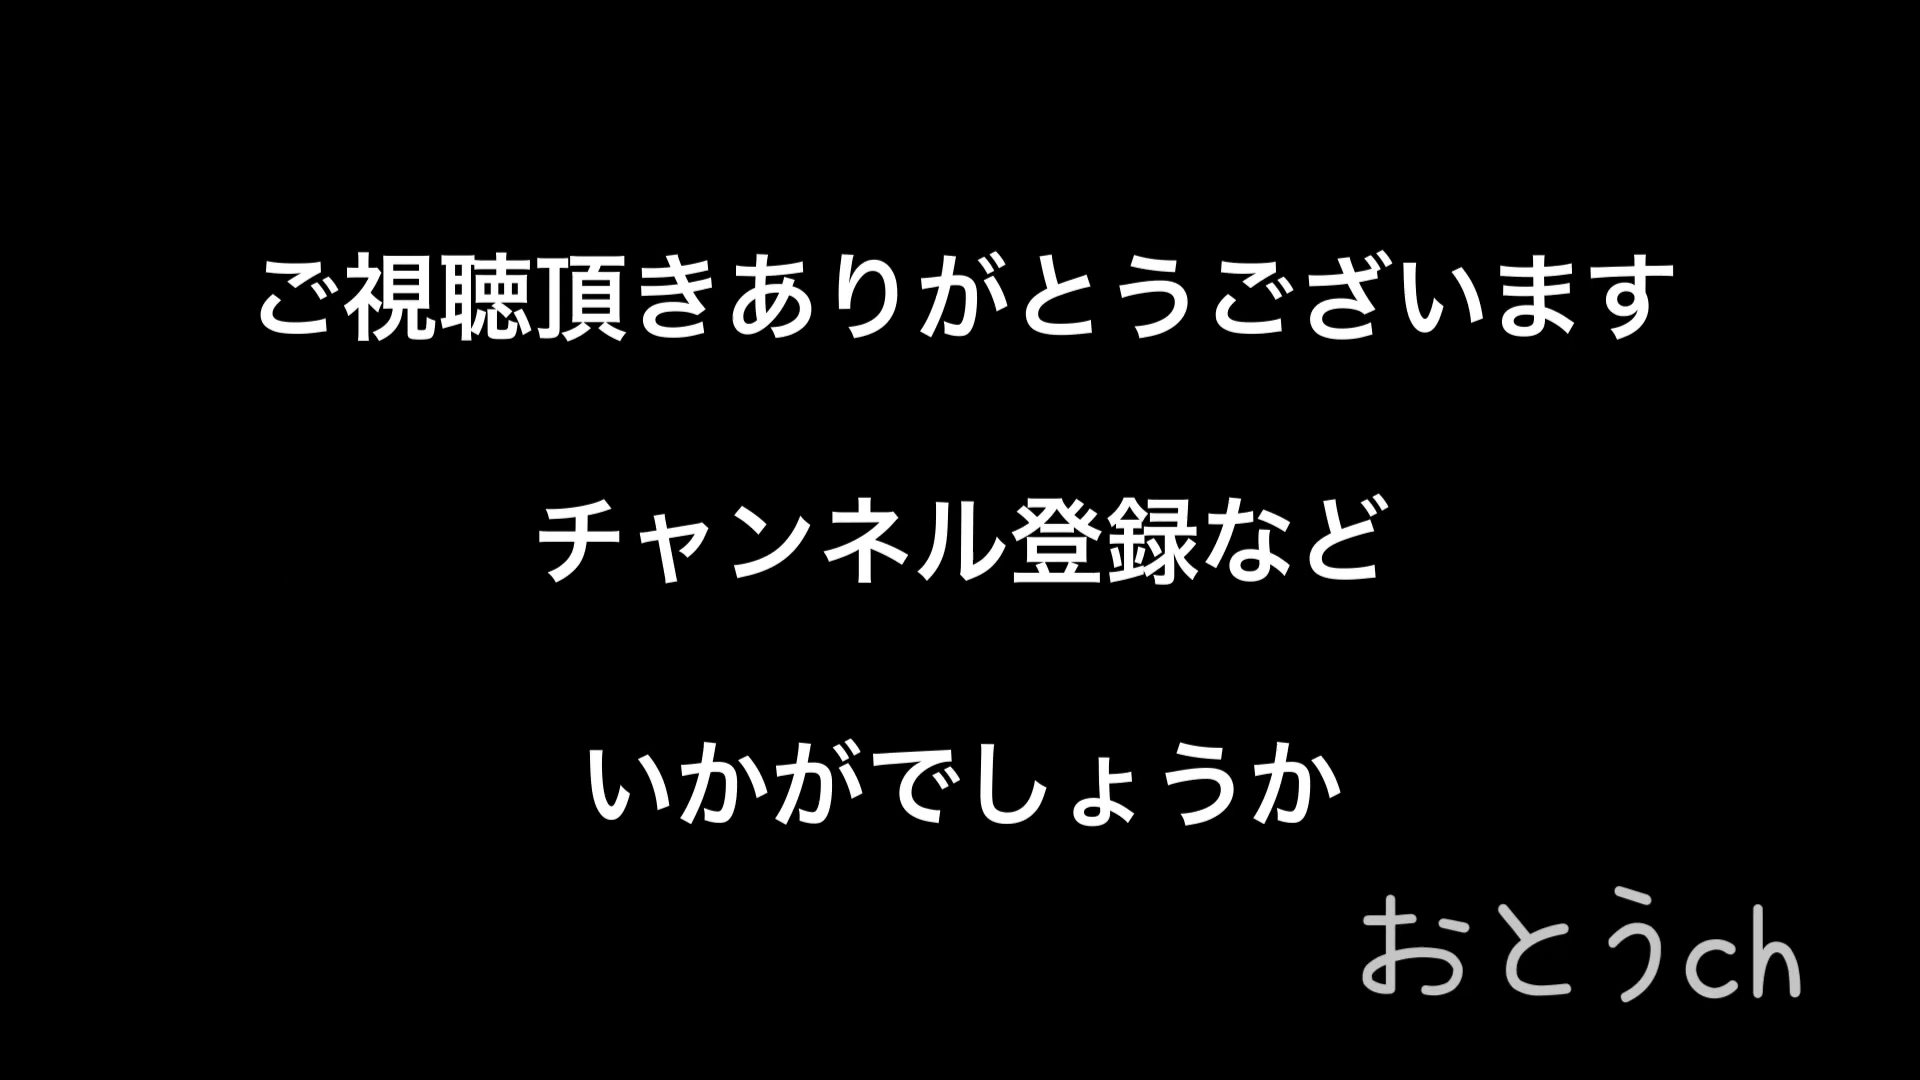 ご視聴頂きありがとうございます
チャンネル登録など
いかがでしょうか
おとうch